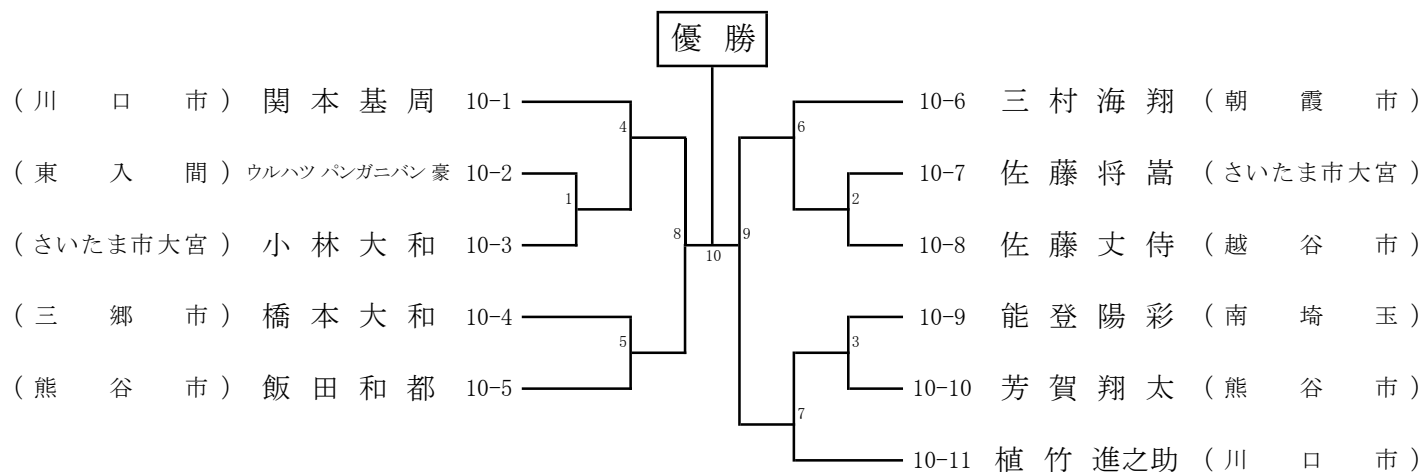 優 勝
( 川 口 市 ) 関 本 基 周 10-1
( 東 入 間 ) ウルハツ パンガニバン 豪 10-2
( さいたま市大宮 ) 小 林 大 和 10-3
( 三 郷 市 ) 橋 本 大 和 10-4
( 熊 谷 市 ) 飯 田 和 都 10-5
4
1
8
5
10
10-6 三 村 海 翔 ( 朝 霞 市 )
10-7 佐 藤 将 嵩 ( さいたま市大宮 )
10-8 佐 藤 丈 侍 ( 越 谷 市 )
10-9 能 登 陽 彩 ( 南 埼 玉 )
10-10 芳 賀 翔 太 ( 熊 谷 市 )
10-11 植 竹 進之助 ( 川 口 市 )
6
2
9
3
7